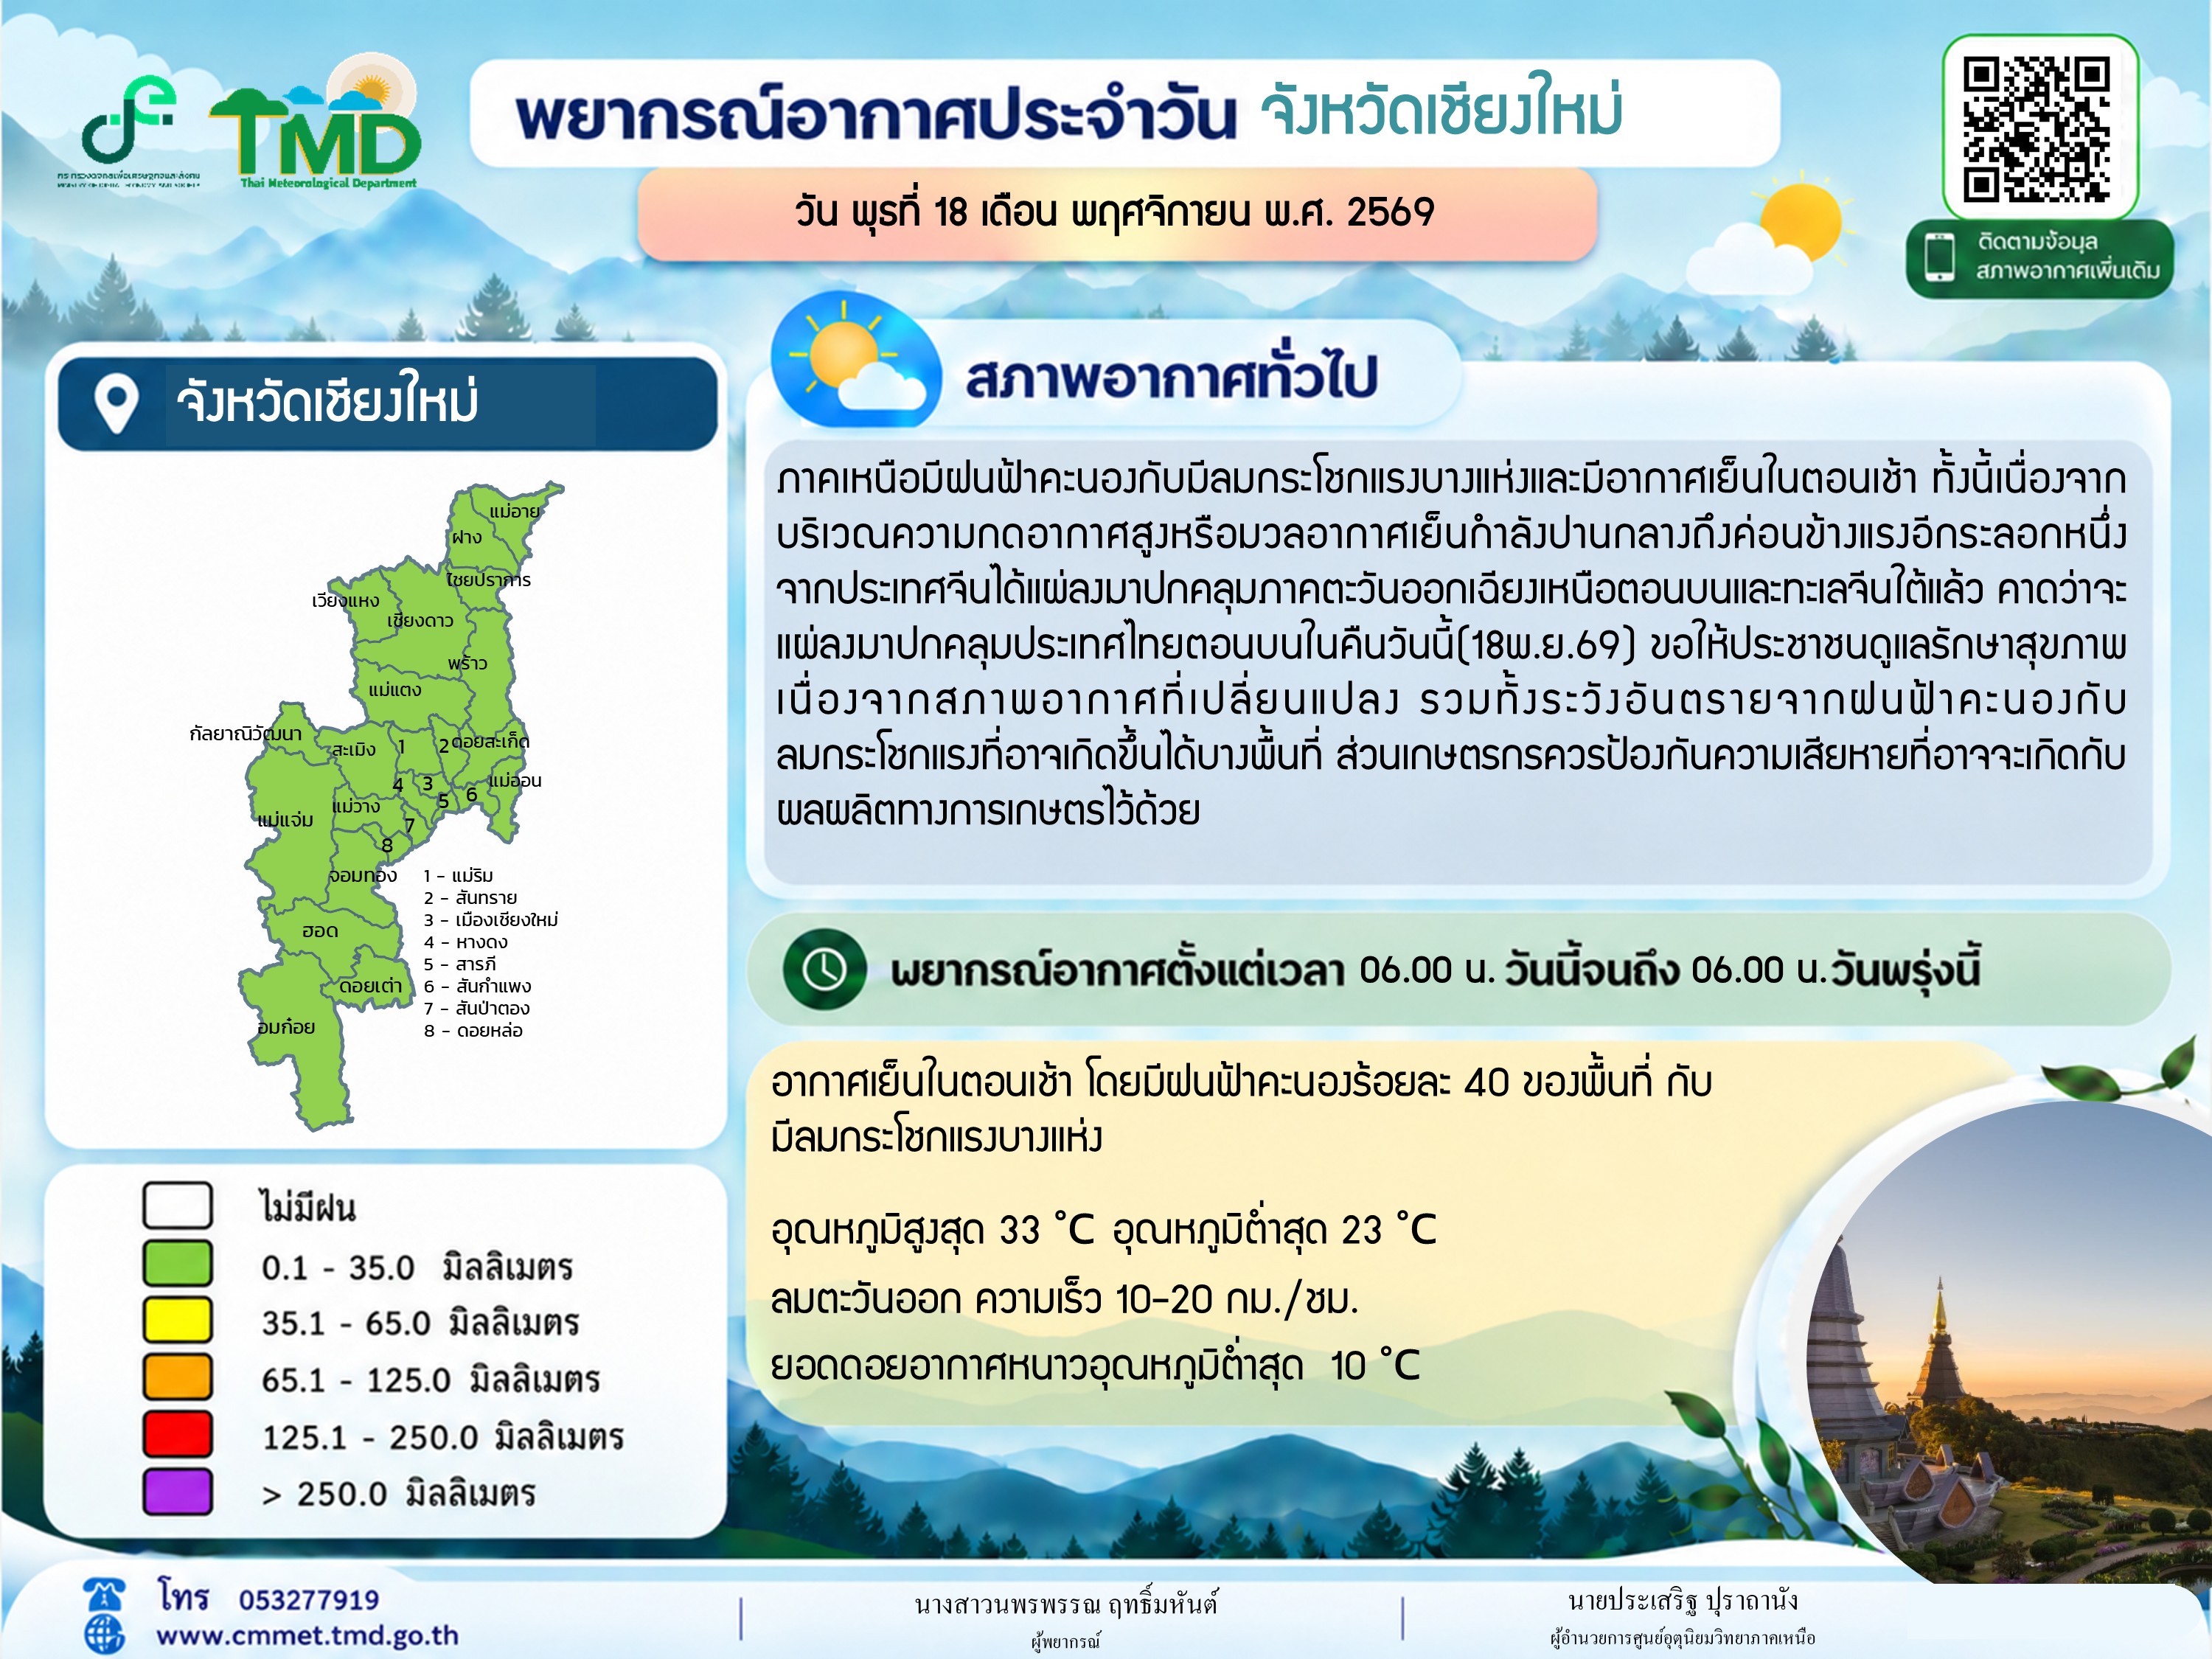 พยากรณ์อากาศประจำวัน จังหวัดเชียงใหม่
วัน พุธที่ 18 เดือน พฤศจิกายน พ.ศ. 2569
TMD
Thai Meteorological Department
ติดตามข้อมูล
สภาพอากาศเพิ่มเติม
จังหวัดเชียงใหม่
แม่อาย
ฝาง
ไชยปราการ
เวียงแหง
เชียงดาว
พร้าว
แม่แตง
กัลยาณิวัฒนา
สะเมิง
1
2
ดอยสะเก็ด
4
3
5
6
แม่ออน
แม่วาง
แม่แจ่ม
7
8
จอมทอง
ฮอด
ดอยเต่า
อมก๋อย
1 - แม่ริม
2 - สันทราย
3 - เมืองเชียงใหม่
4 - หางดง
5 - สารภี
6 - สันกำแพง
7 - สันป่าตอง
8 - ดอยหล่อ
ไม่มีฝน
0.1 - 35.0 มิลลิเมตร
35.1 - 65.0 มิลลิเมตร
65.1 - 125.0 มิลลิเมตร
125.1 - 250.0 มิลลิเมตร
> 250.0 มิลลิเมตร
สภาพอากาศทั่วไป
ภาคเหนือมีฝนฟ้าคะนองกับมีลมกระโชกแรงบางแห่งและมีอากาศเย็นในตอนเช้า ทั้งนี้เนื่องจาก
บริเวณความกดอากาศสูงหรือมวลอากาศเย็นกำลังปานกลางถึงค่อนข้างแรงอีกระลอกหนึ่ง
จากประเทศจีนได้แผ่ลงมาปกคลุมภาคตะวันออกเฉียงเหนือตอนบนและทะเลจีนใต้แล้ว คาดว่าจะ
แผ่ลงมาปกคลุมประเทศไทยตอนบนในคืนวันนี้(18พ.ย.69) ขอให้ประชาชนดูแลรักษาสุขภาพ
เนื่องจากสภาพอากาศที่เปลี่ยนแปลง รวมทั้งระวังอันตรายจากฝนฟ้าคะนองกับ
ลมกระโชกแรงที่อาจเกิดขึ้นได้บางพื้นที่ ส่วนเกษตรกรควรป้องกันความเสียหายที่อาจจะเกิดกับ
ผลผลิตทางการเกษตรไว้ด้วย
พยากรณ์อากาศตั้งแต่เวลา 06.00 น. วันนี้จนถึง 06.00 น. วันพรุ่งนี้
อากาศเย็นในตอนเช้า โดยมีฝนฟ้าคะนองร้อยละ 40 ของพื้นที่ กับ
มีลมกระโชกแรงบางแห่ง
อุณหภูมิสูงสุด 33 °C อุณหภูมิต่ำสุด 23 °C
ลมตะวันออก ความเร็ว 10-20 กม./ชม.
ยอดดอยอากาศหนาวอุณหภูมิต่ำสุด 10 °C
โทร 053277919
www.cmmet.tmd.go.th
นางสาวนพรพรรณ ฤทธิ์มหันต์
ผู้พยากรณ์
นายประเสริฐ ปุราถานัง
ผู้อำนวยการศูนย์อุตุนิยมวิทยาภาคเหนือ